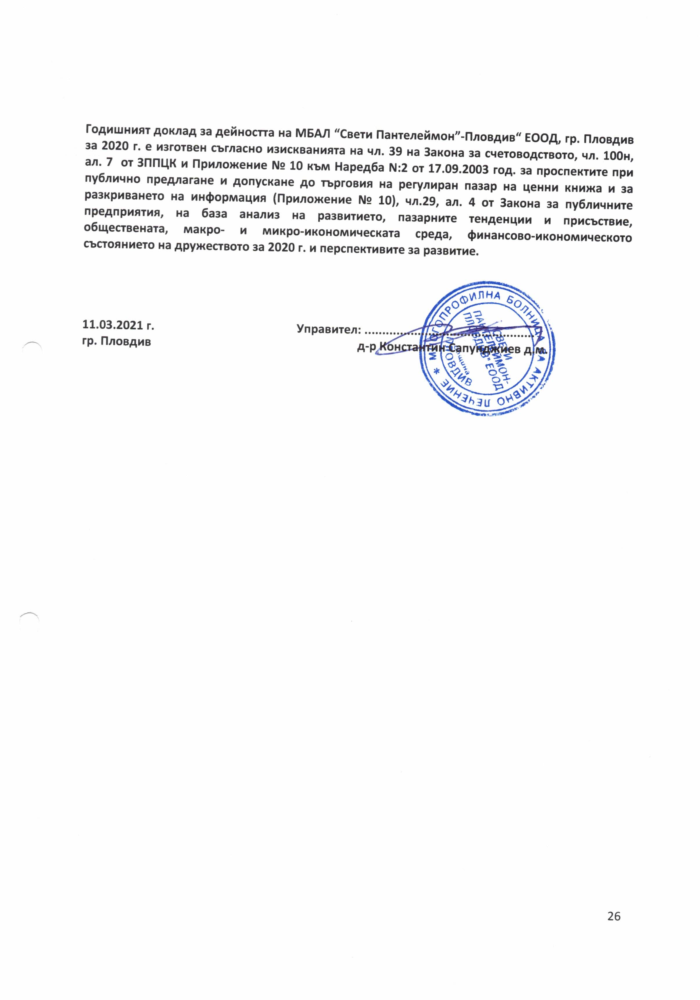 Годишният доклад за дейността на МБАЛ “Свети Пантелеймон”-Пловдив“ ЕООД, гр. Пловдив
за 2020 г. е изготвен съгласно изискванията на чл. 39 на Закона за счетоводството, чл. 100н,
ал. 7 от ЗППЦК и Приложение № 10 към Наредба N:2 от 17.09.2003 год. за проспектите при
публично предлагане и допускане до търговия на регулиран пазар на ценни книжа и за
разкриването на информация (Приложение № 10), чл.29, ал. 4 от Закона за публичните
предприятия, на база анализ на развитието, пазарните тенденции и присъствие,
обществената, макро- и микро-икономическата среда, финансово-икономическото
състоянието на дружеството за 2020 г. и перспективите за развитие.
11.03.2021 г.
гр. Пловдив
Управител: ..................................................
д-р Константин Сапунджиев д.м.
МНОГОПРОФИЛНА БОЛНИЦА ЗА АКТИВНО ЛЕЧЕНИЕ *
"СВЕТИ
ПАНТЕЛЕЙМОН-
ПЛОВДИВ" ЕООД
община
ПЛОВДИВ
26